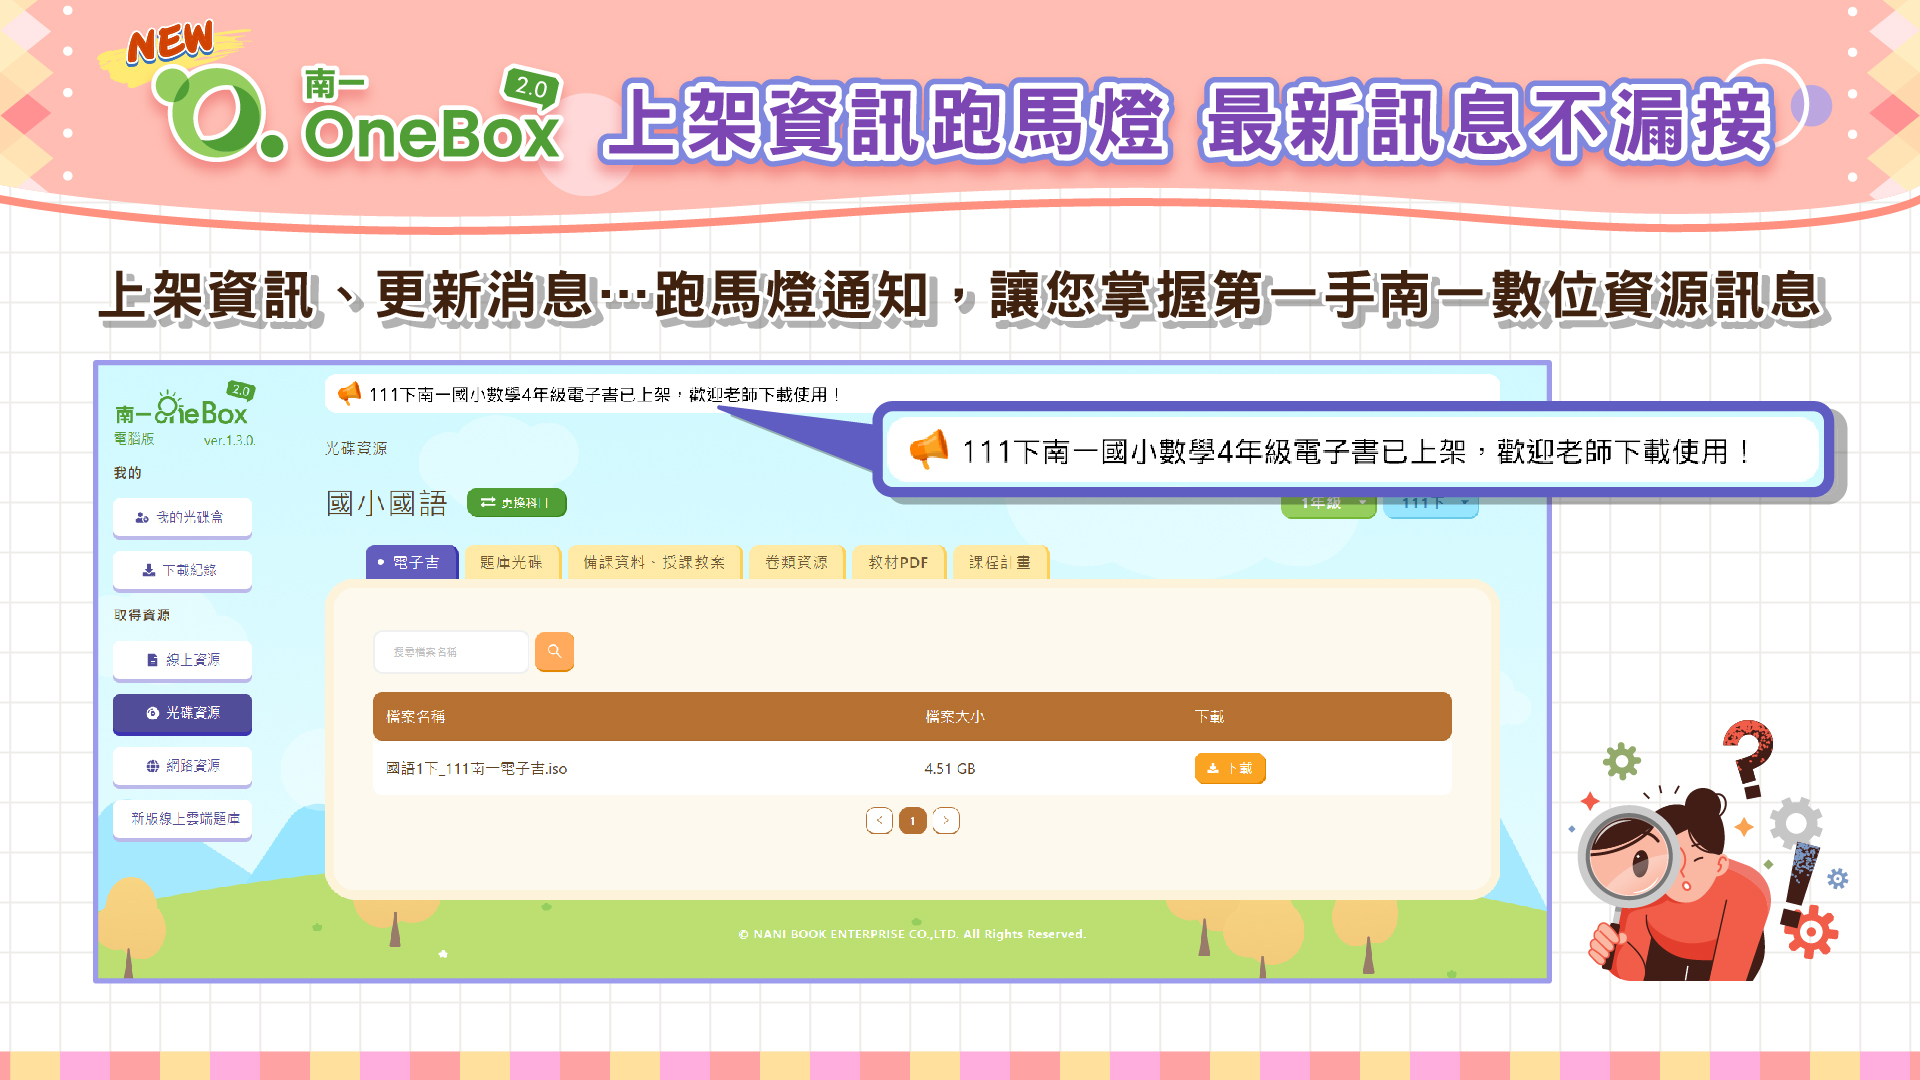 NEW
南一
OneBox
2.0
上架資訊跑馬燈 最新訊息不漏接
上架資訊、更新消息…跑馬燈通知，讓您掌握第一手南一數位資源訊息
南一 OneBox 2.0
電腦版 ver.1.3.0.
111下南一國小數學4年級電子書已上架，歡迎老師下載使用！
111下南一國小數學4年級電子書已上架，歡迎老師下載使用！
光碟資源
國小國語
更換科目
1年級
111下
我的
我的光碟盒
下載紀錄
取得資源
線上資源
光碟資源
網路資源
新版線上雲端題庫
電子書
題庫光碟
備課資料、授課教案
卷類資源
教材PDF
課程計畫
搜尋檔案名稱
檔案名稱 檔案大小 下載
國語1下_111南一電子書.iso 4.51 GB 下載
< 1 >
© NANI BOOK ENTERPRISE CO.,LTD. All Rights Reserved.